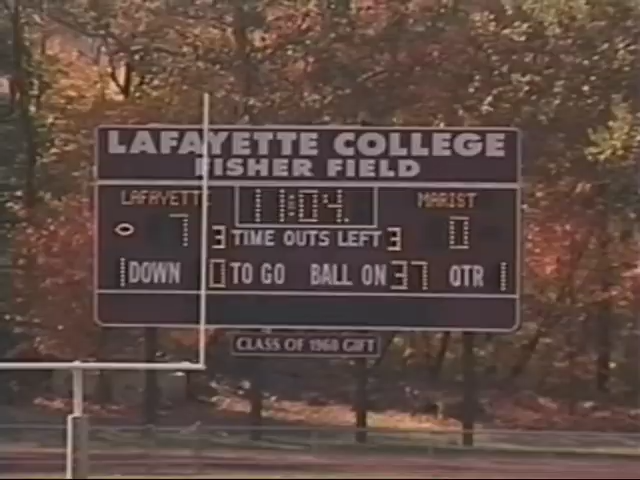 LAFAYETTE COLLEGE
FISHER FIELD
LAFAYETTE 11:04 MARIST
7 3 TIME OUTS LEFT 3 0
1 DOWN 0 TO GO BALL ON 37 QTR 1
CLASS OF 1960 GIFT